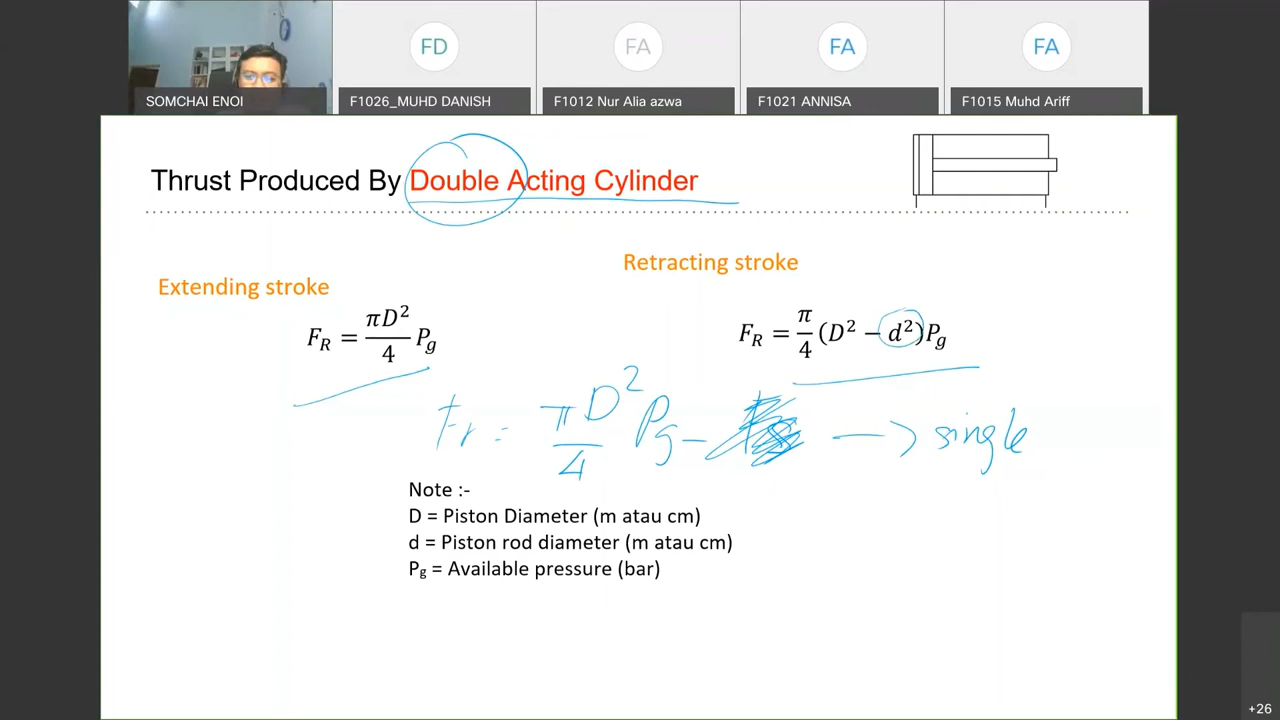 FD
FA
FA
FA
SOMCHAI ENOI
F1026_MUHD DANISH
F1012 Nur Alia azwa
F1021 ANNISA
F1015 Muhd Ariff
Thrust Produced By Double Acting Cylinder
Extending stroke
Retracting stroke
F_R = πD²/4 P_g
F_R = π/4 (D² − d²)P_g
Fr = πD²/4 Pg − → single
Note :-
D = Piston Diameter (m atau cm)
d = Piston rod diameter (m atau cm)
P_g = Available pressure (bar)
+26